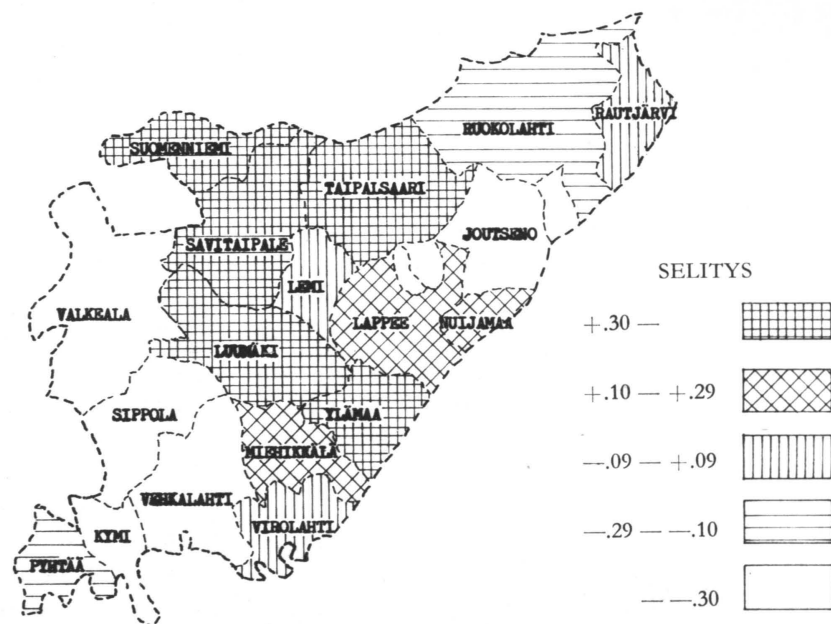 RUOKOLAHTI
RAUTJÄRVI
SUOMENNIEMI
TAIPALSAARI
JOUTSENO
SAVITAIPALE
LEMI
VALKEALA
LAPPEE
NUIJAMAA
LUUMÄKI
SIPPOLA
YLÄMAA
MIEHIKKÄLÄ
VEHKALAHTI
VIROLAHTI
KYMI
PYHTÄÄ
SELITYS
+.30 —
+.10 — +.29
—.09 — +.09
—.29 — —.10
— —.30